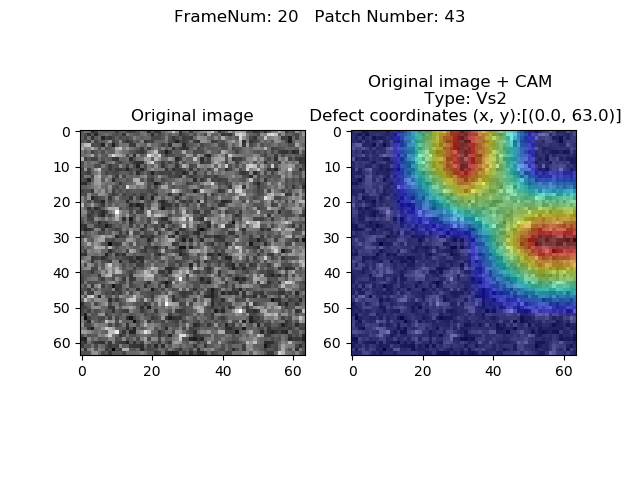 FrameNum: 20   Patch Number: 43
Original image
Original image + CAM
Type: Vs2
Defect coordinates (x, y):[(0.0, 63.0)]
0
10
20
30
40
50
60
0 20 40 60
0
10
20
30
40
50
60
0 20 40 60